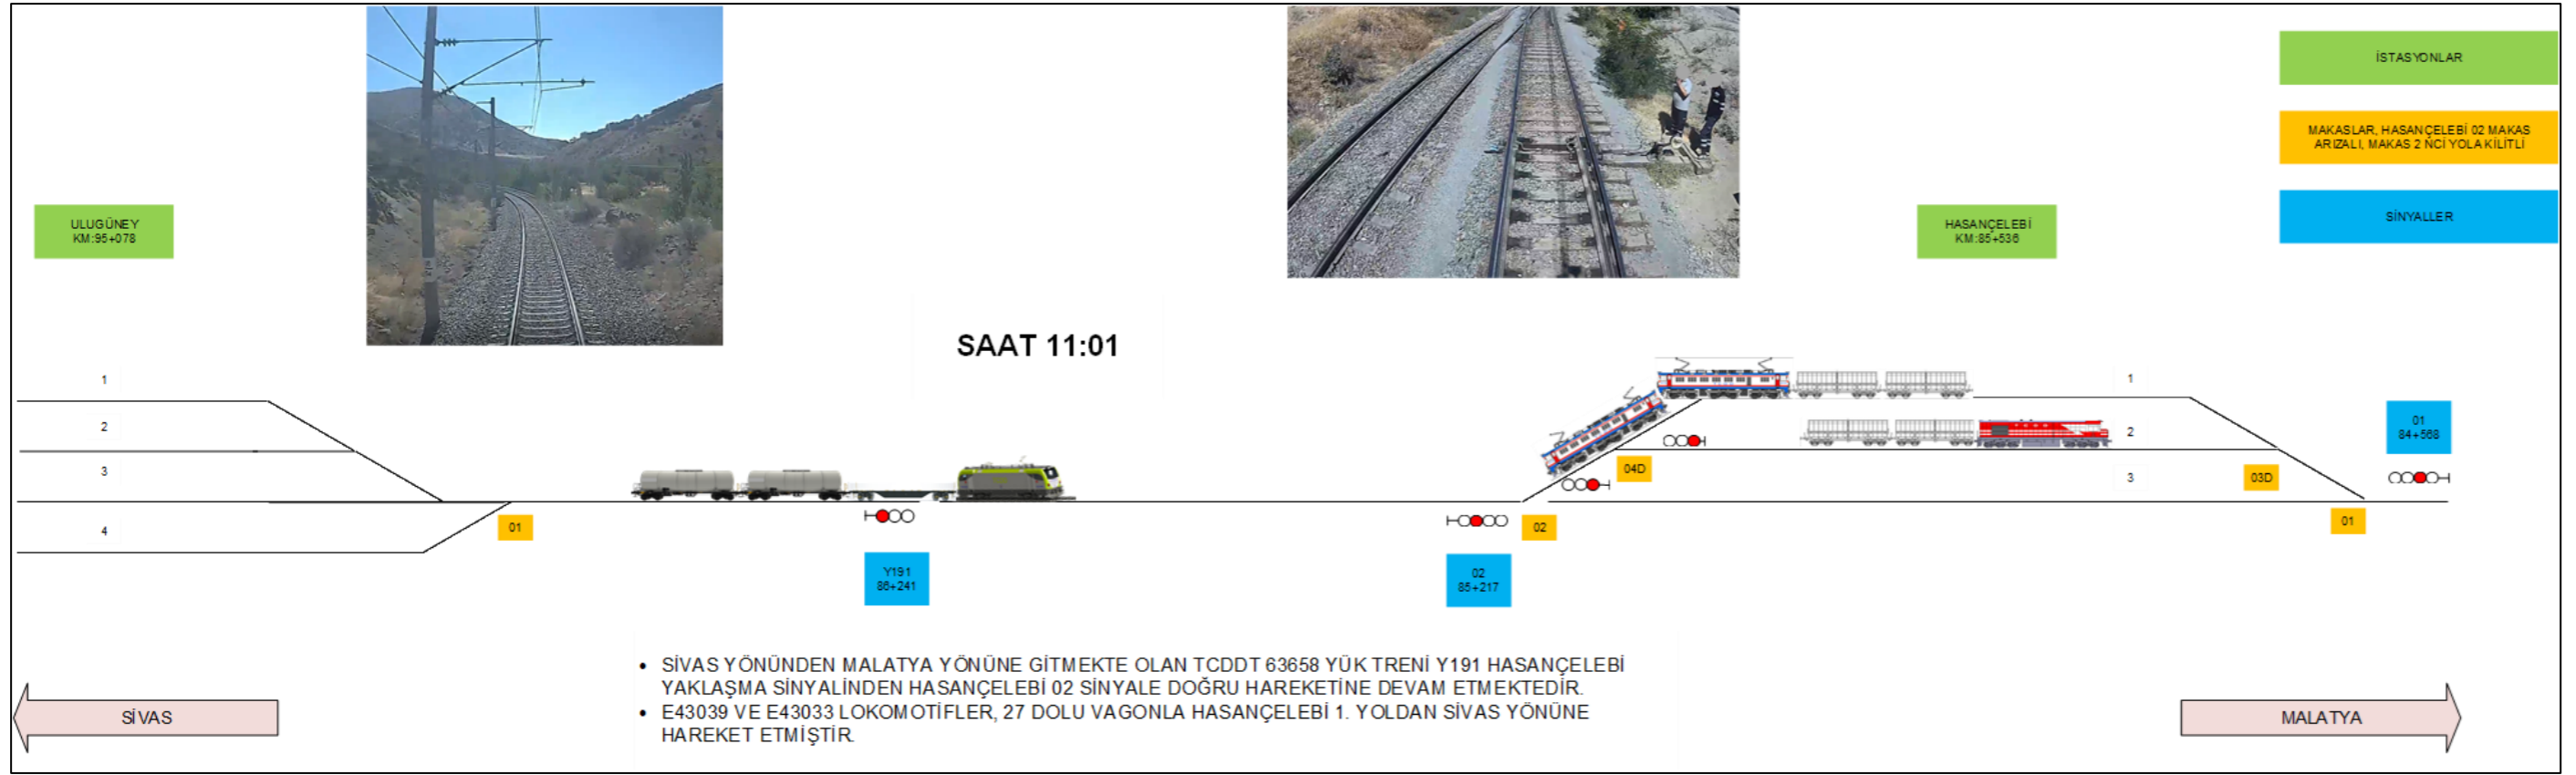 İSTASYONLAR
MAKASLAR, HASANÇELEBİ 02 MAKAS
ARIZALI, MAKAS 2 NCİ YOLA KİLİTLİ
SİNYALLER
ULUGÜNEY
KM:95+078
HASANÇELEBİ
KM:85+536
SAAT 11:01
1
2
3
4
01
Y191
86+241
02
85+217
02
04D
1
2
3
03D
01
01
84+568
• SİVAS YÖNÜNDEN MALATYA YÖNÜNE GİTMEKTE OLAN TCDDT 63658 YÜK TRENİ Y191 HASANÇELEBİ
YAKLAŞMA SİNYALİNDEN HASANÇELEBİ 02 SİNYALE DOĞRU HAREKETİNE DEVAM ETMEKTEDİR.
• E43039 VE E43033 LOKOMOTİFLER, 27 DOLU VAGONLA HASANÇELEBİ 1. YOLDAN SİVAS YÖNÜNE
HAREKET ETMİŞTİR.
SİVAS
MALATYA